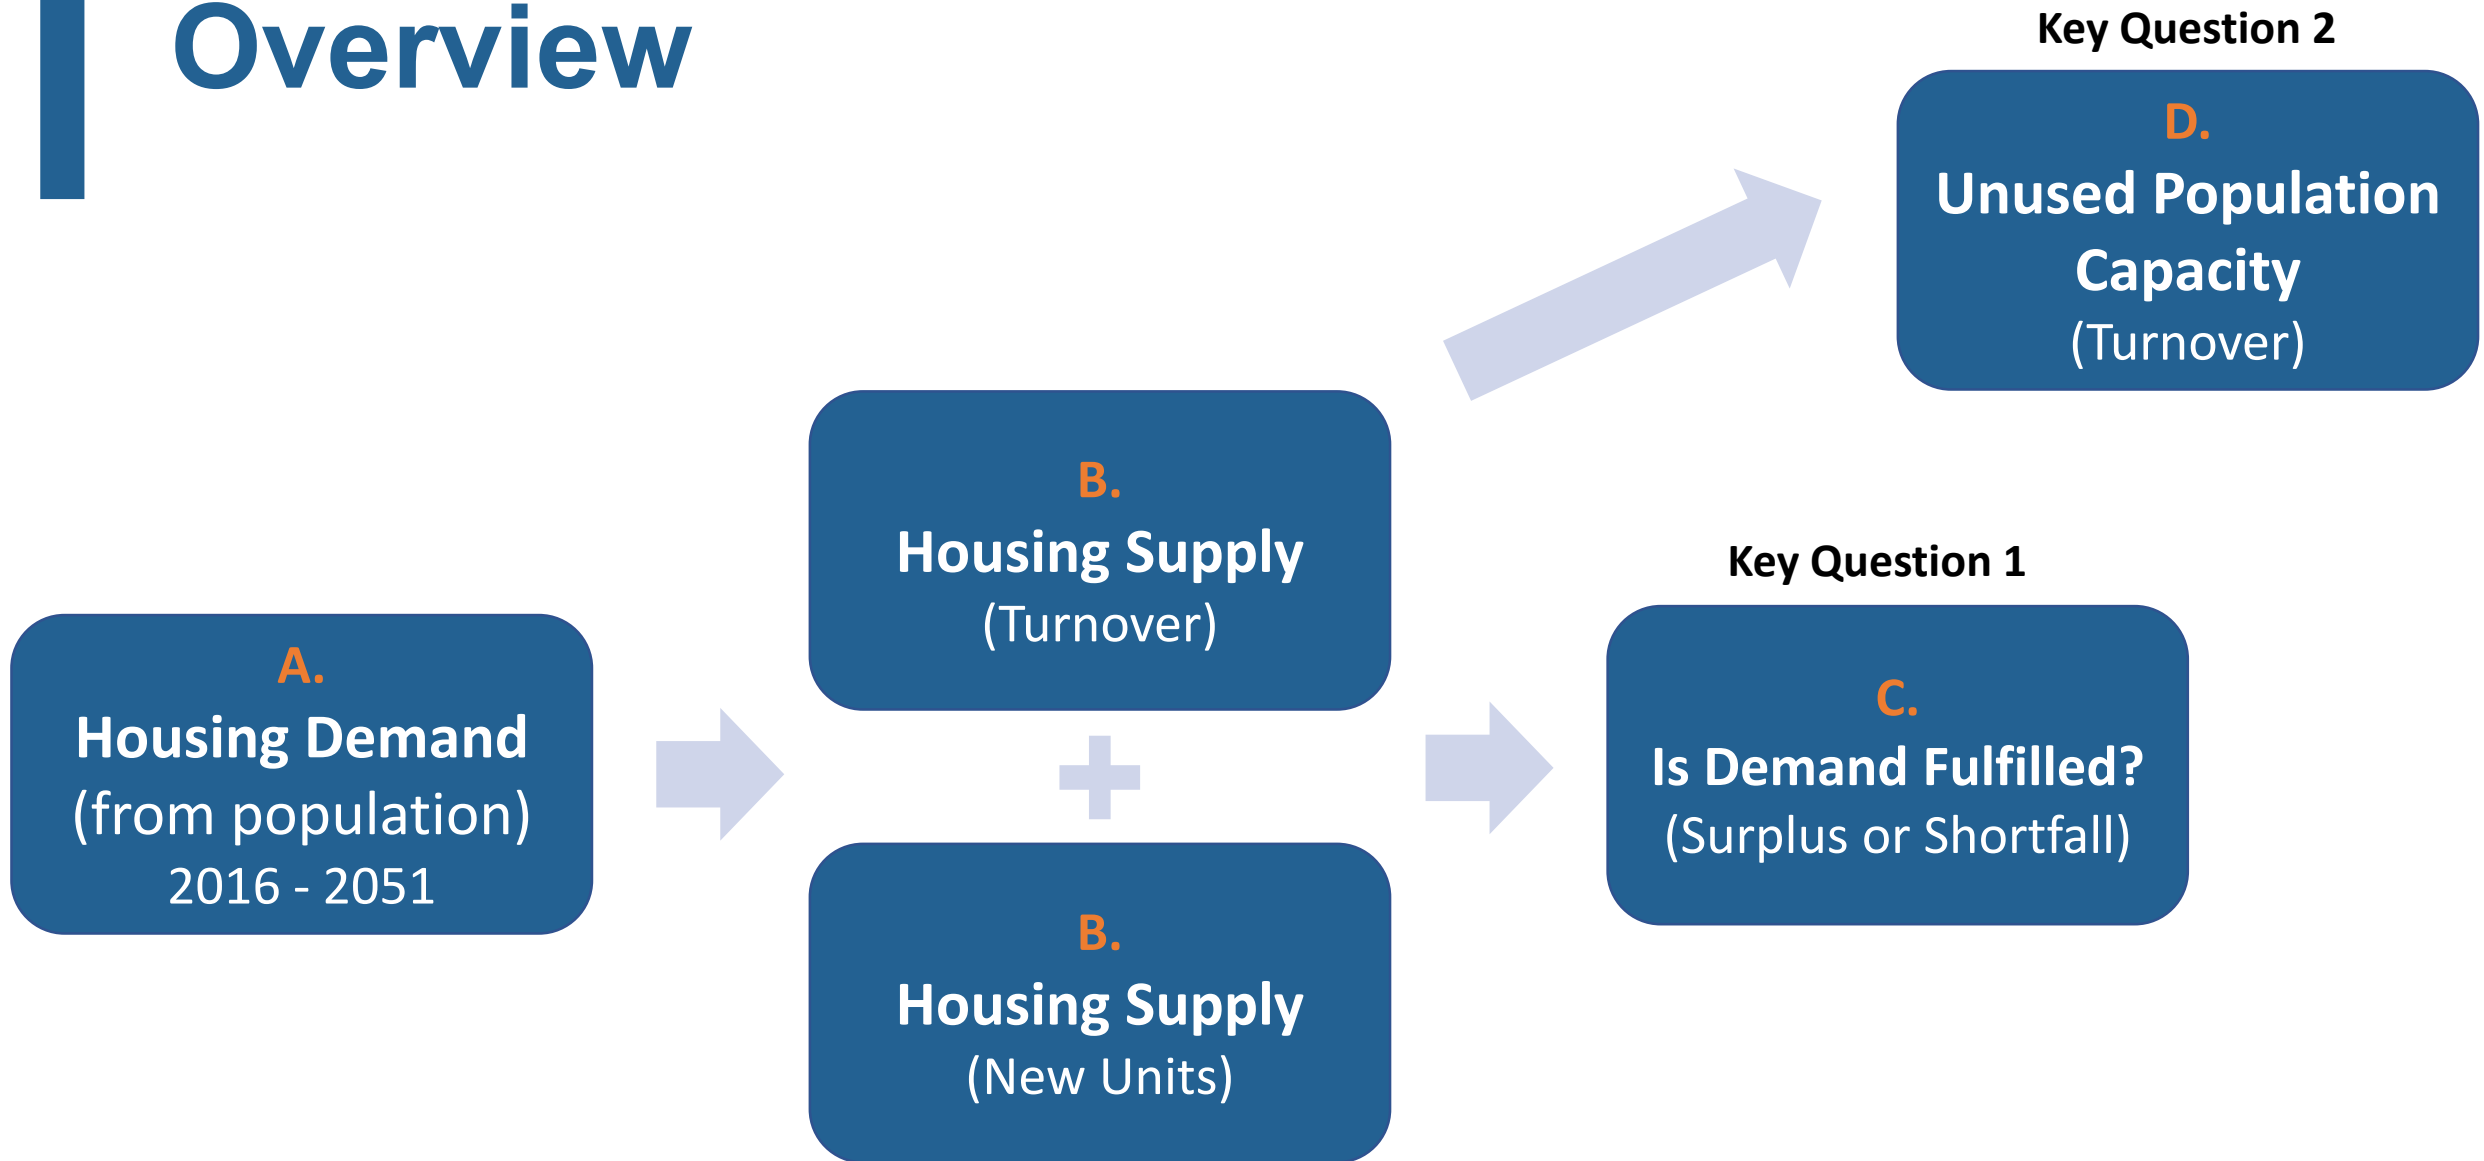 Overview
Key Question 2
D.
Unused Population
Capacity
(Turnover)
B.
Housing Supply
(Turnover)
Key Question 1
A.
Housing Demand
(from population)
2016 - 2051
C.
Is Demand Fulfilled?
(Surplus or Shortfall)
B.
Housing Supply
(New Units)